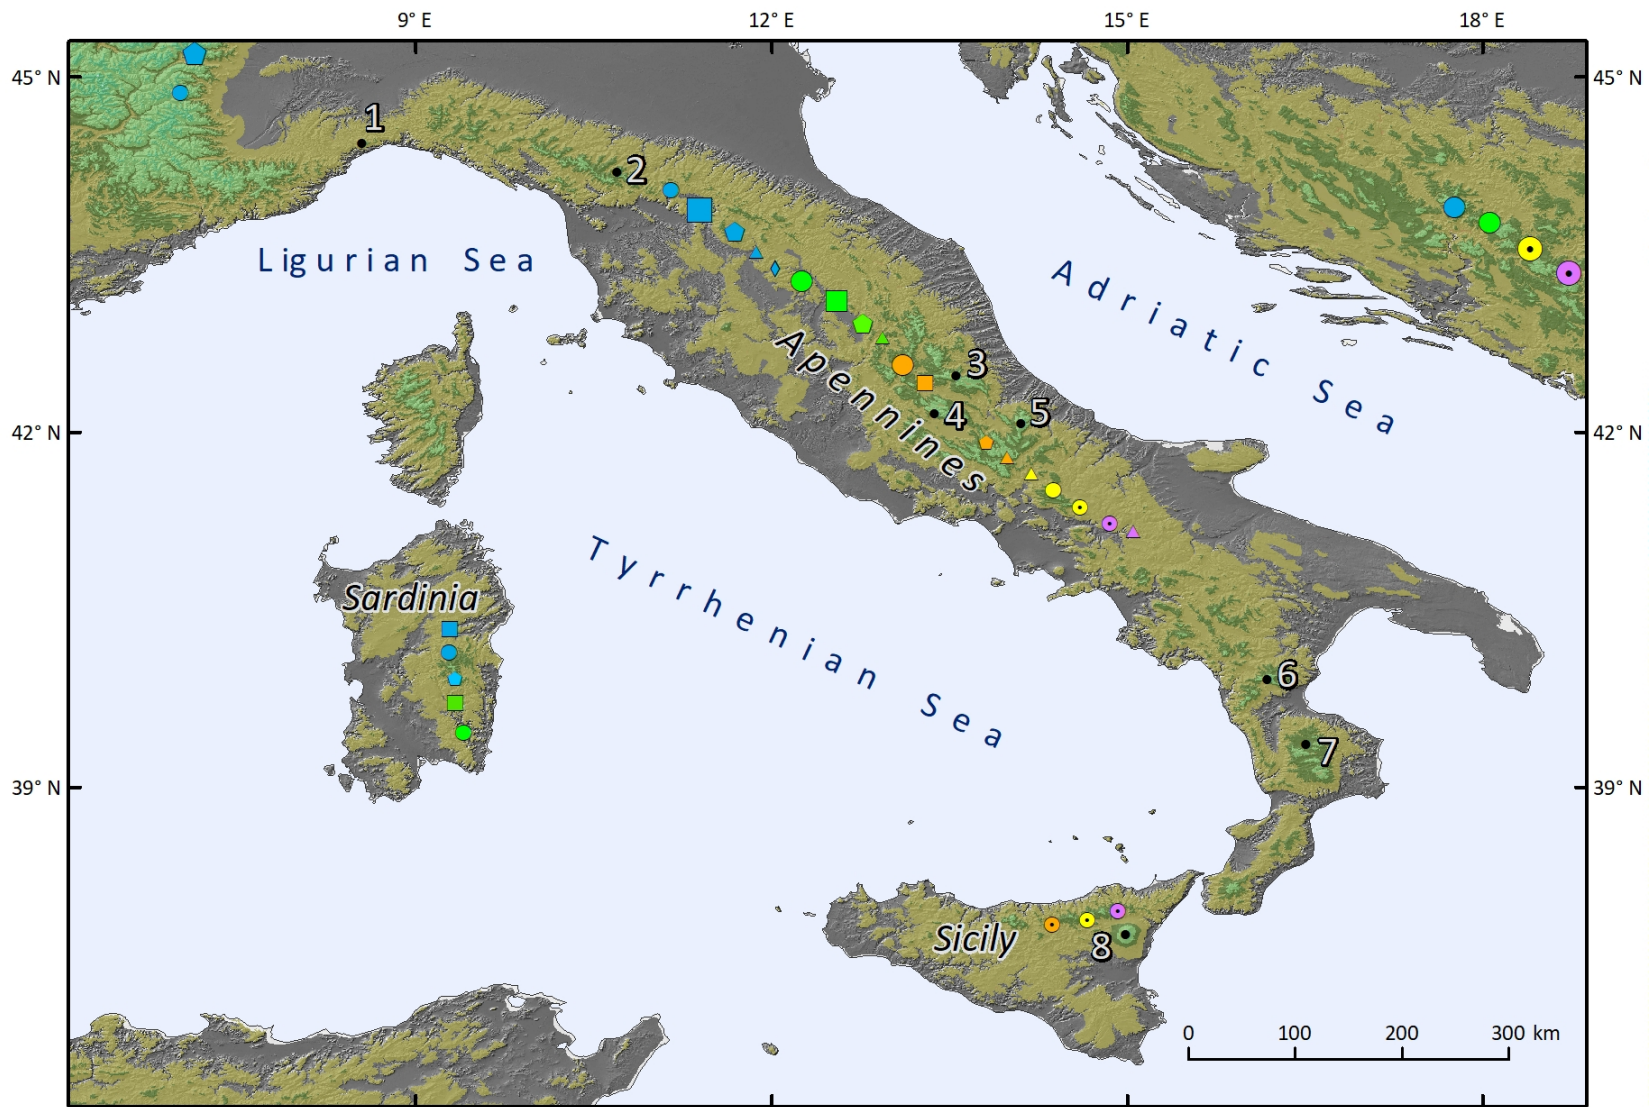 9° E 12° E 15° E 18° E
45° N 45° N
1
2
Ligurian Sea
Adriatic Sea
Apennines
3
4
5
42° N 42° N
Tyrrhenian Sea
Sardinia
6
7
39° N 39° N
Sicily
8
0 100 200 300 km